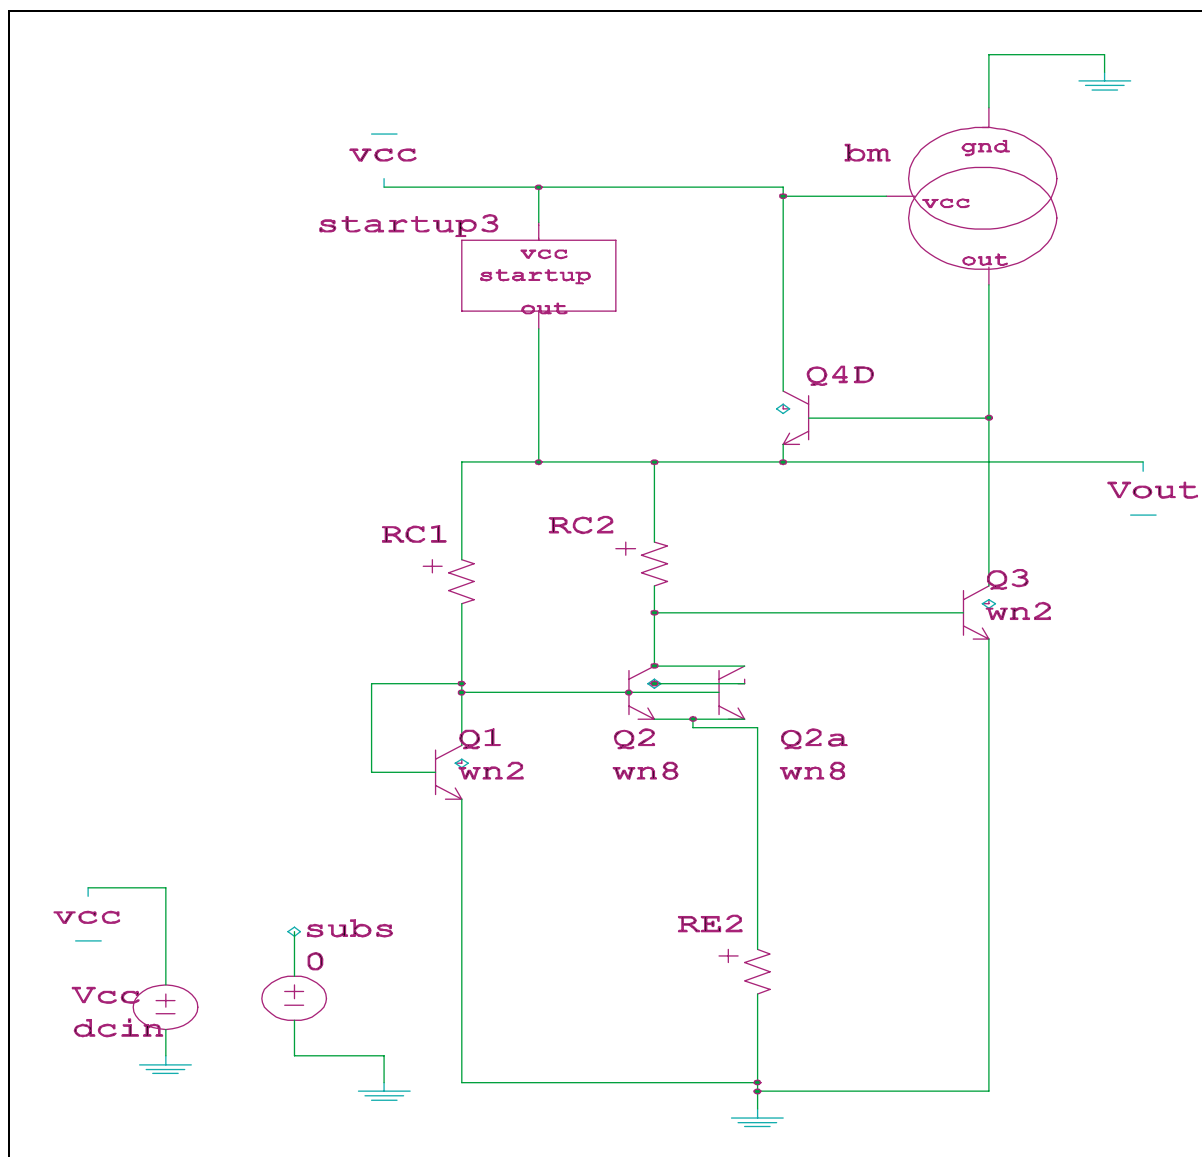 vcc
bm
gnd
vcc
out
startup3
vcc
startup
out
Q4D
Vout
RC1
RC2
Q3
wn2
Q1
wn2
Q2
wn8
Q2a
wn8
vcc
subs
0
RE2
Vcc
dcin